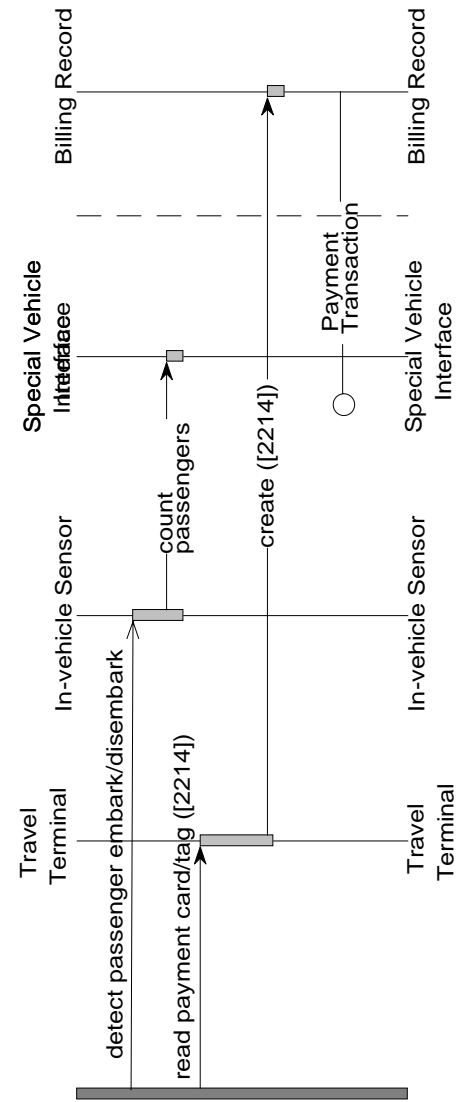 Travel
Terminal
In-vehicle Sensor
Special Vehicle
Interface
Billing Record
detect passenger embark/disembark
count
passengers
read payment card/tag ([2214])
create ([2214])
Payment
Transaction
Travel
Terminal
In-vehicle Sensor
Special Vehicle
Interface
Billing Record